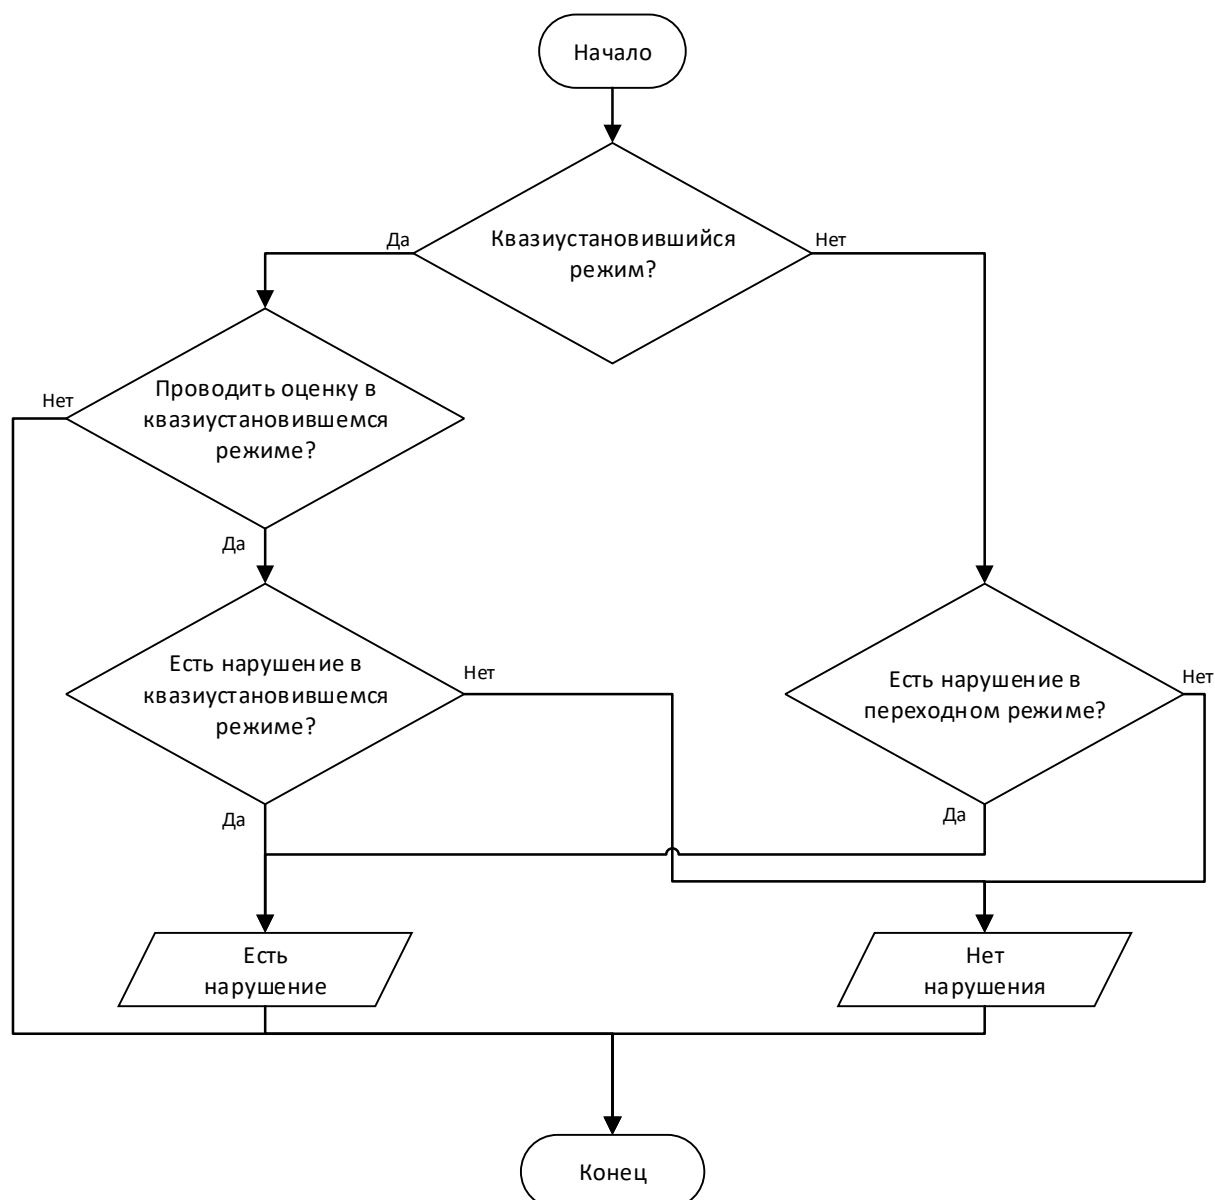 Начало
Да
Квазиустановившийся
режим?
Нет
Нет
Проводить оценку в
квазиустановившемся
режиме?
Да
Есть нарушение в
квазиустановившемся
режиме?
Нет
Есть нарушение в
переходном режиме?
Нет
Да
Да
Есть
нарушение
Нет
нарушения
Конец